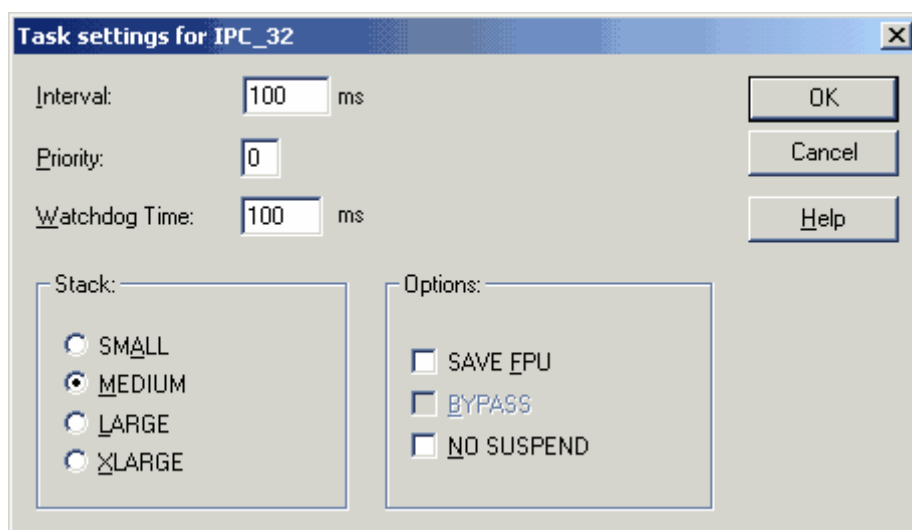 Task settings for IPC_32
Interval: 100 ms
OK
Priority: 0
Cancel
Watchdog Time: 100 ms
Help
Stack:
SMALL
MEDIUM
LARGE
XLARGE
Options:
SAVE FPU
BYPASS
NO SUSPEND